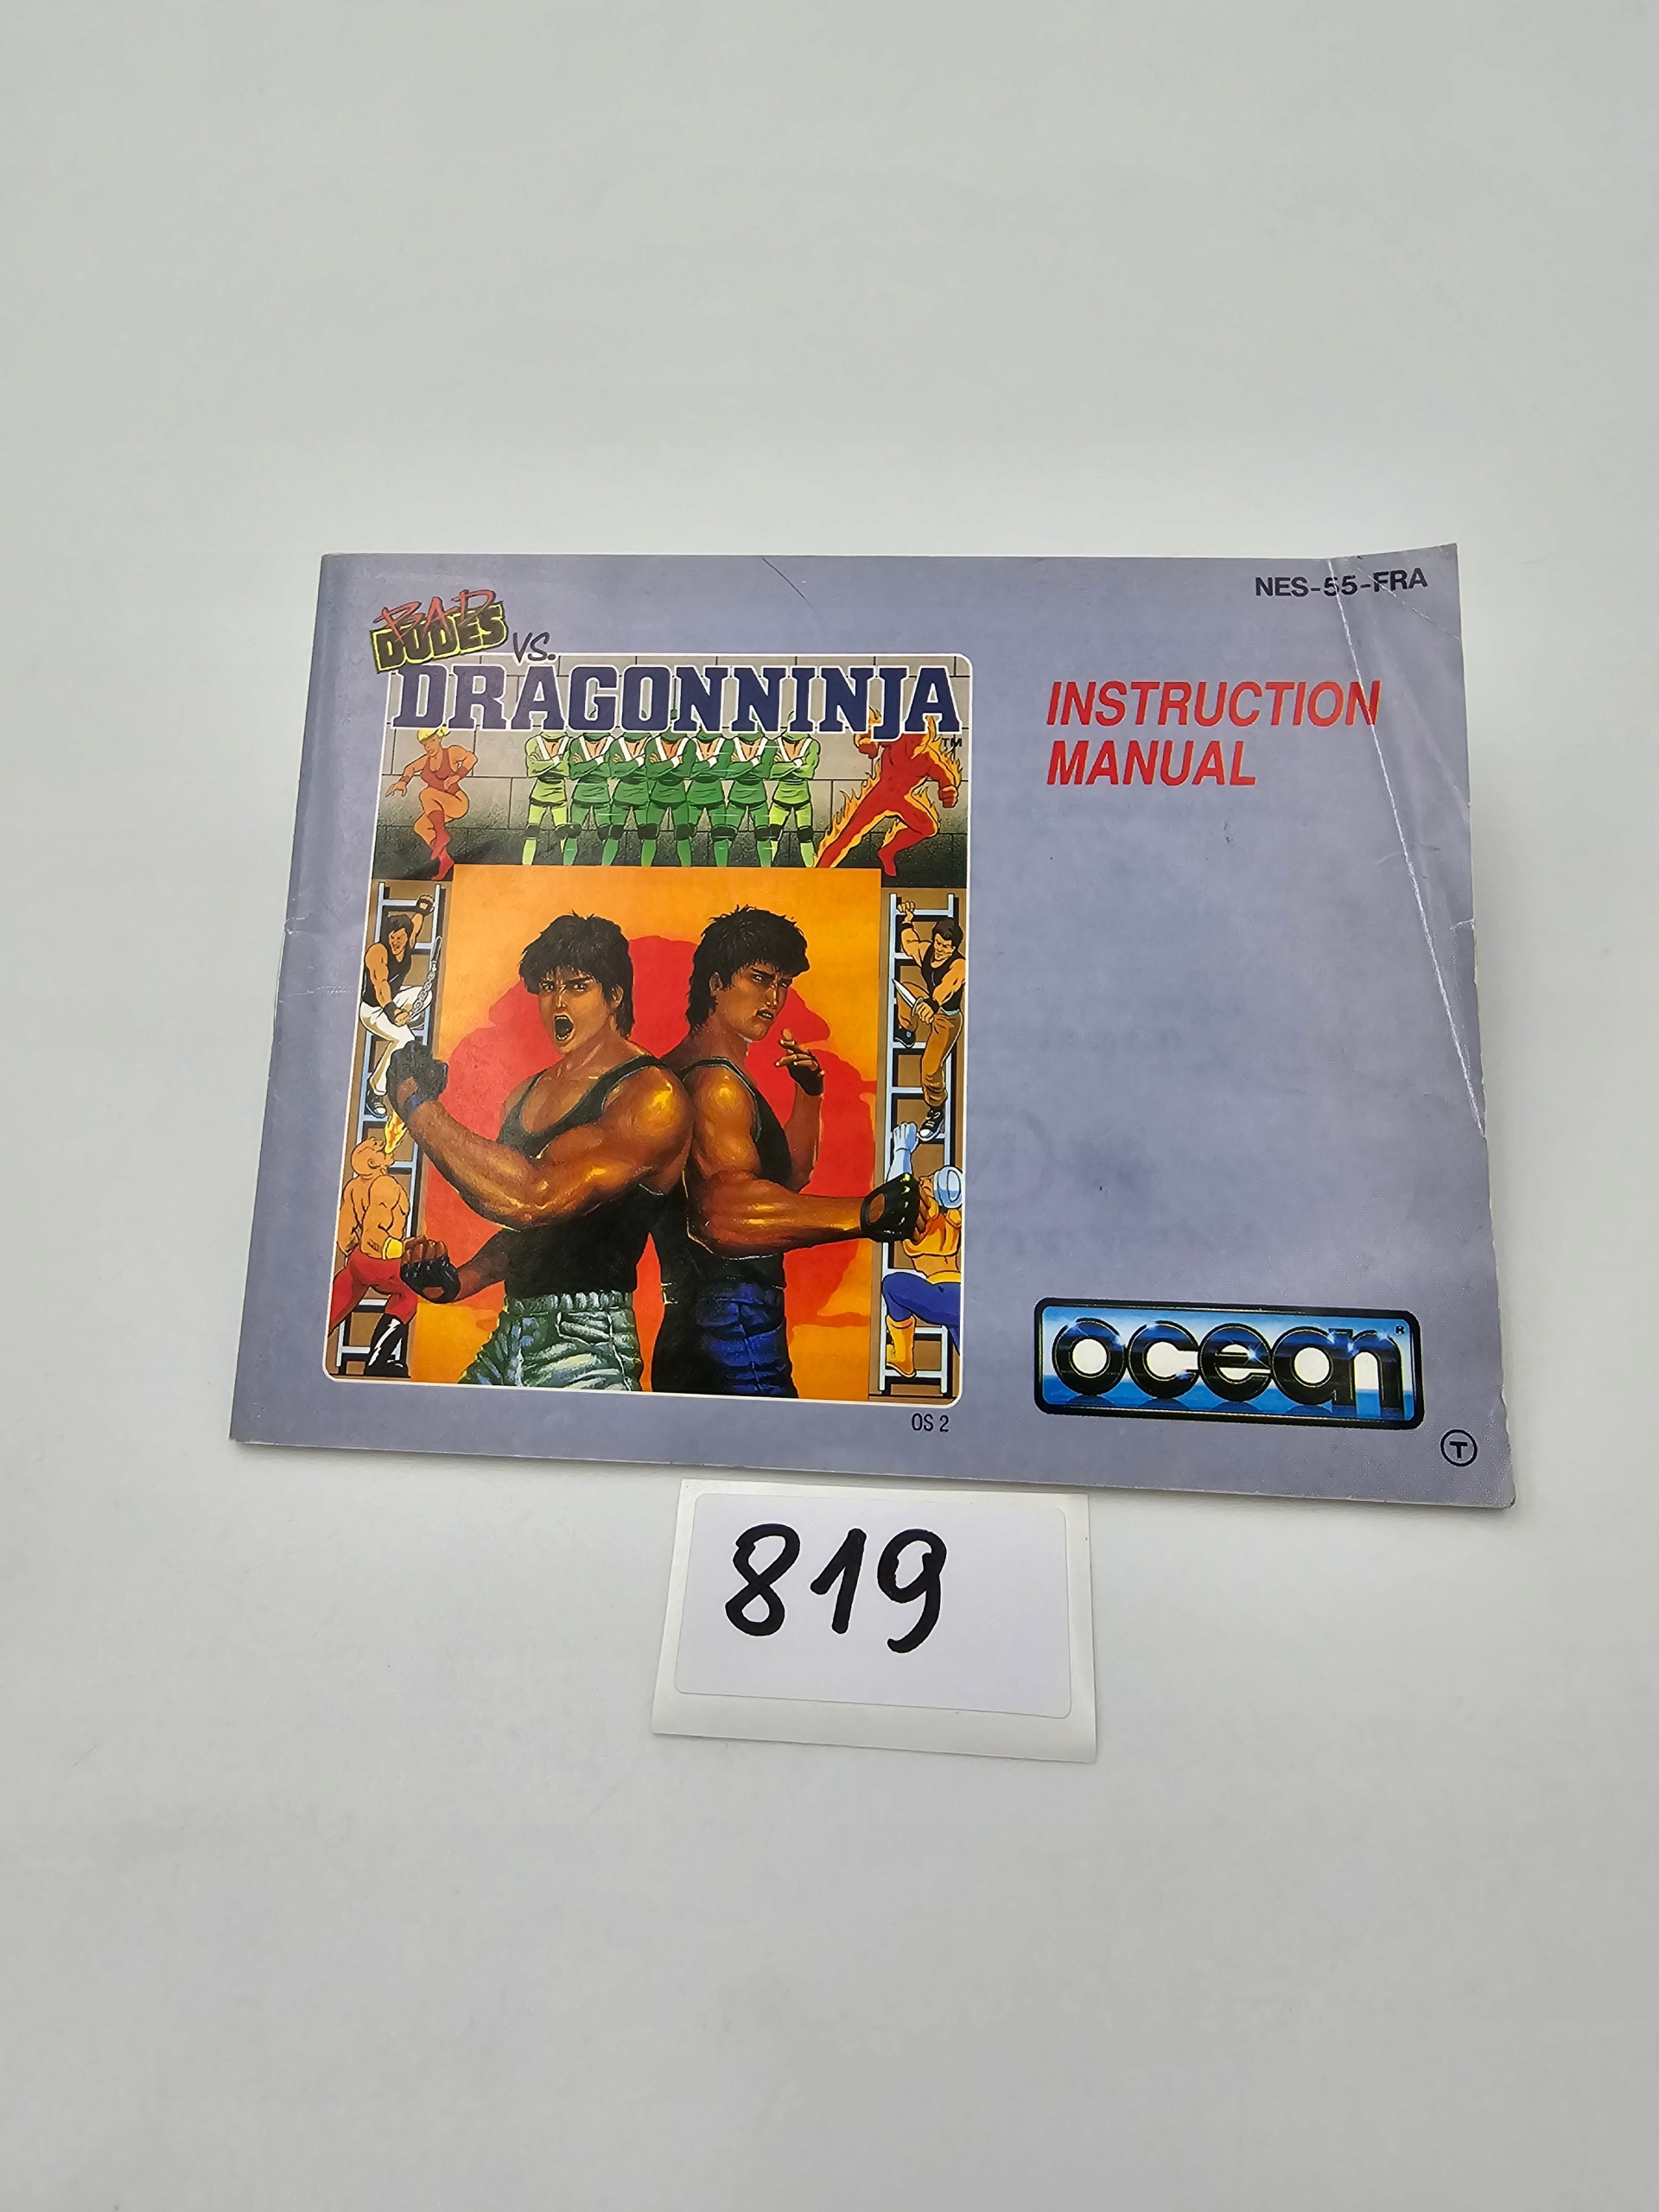 NES-55-FRA
BAD
DUDES VS.
DRAGONNINJA
TM
INSTRUCTION
MANUAL
ocean®
OS 2
T
819